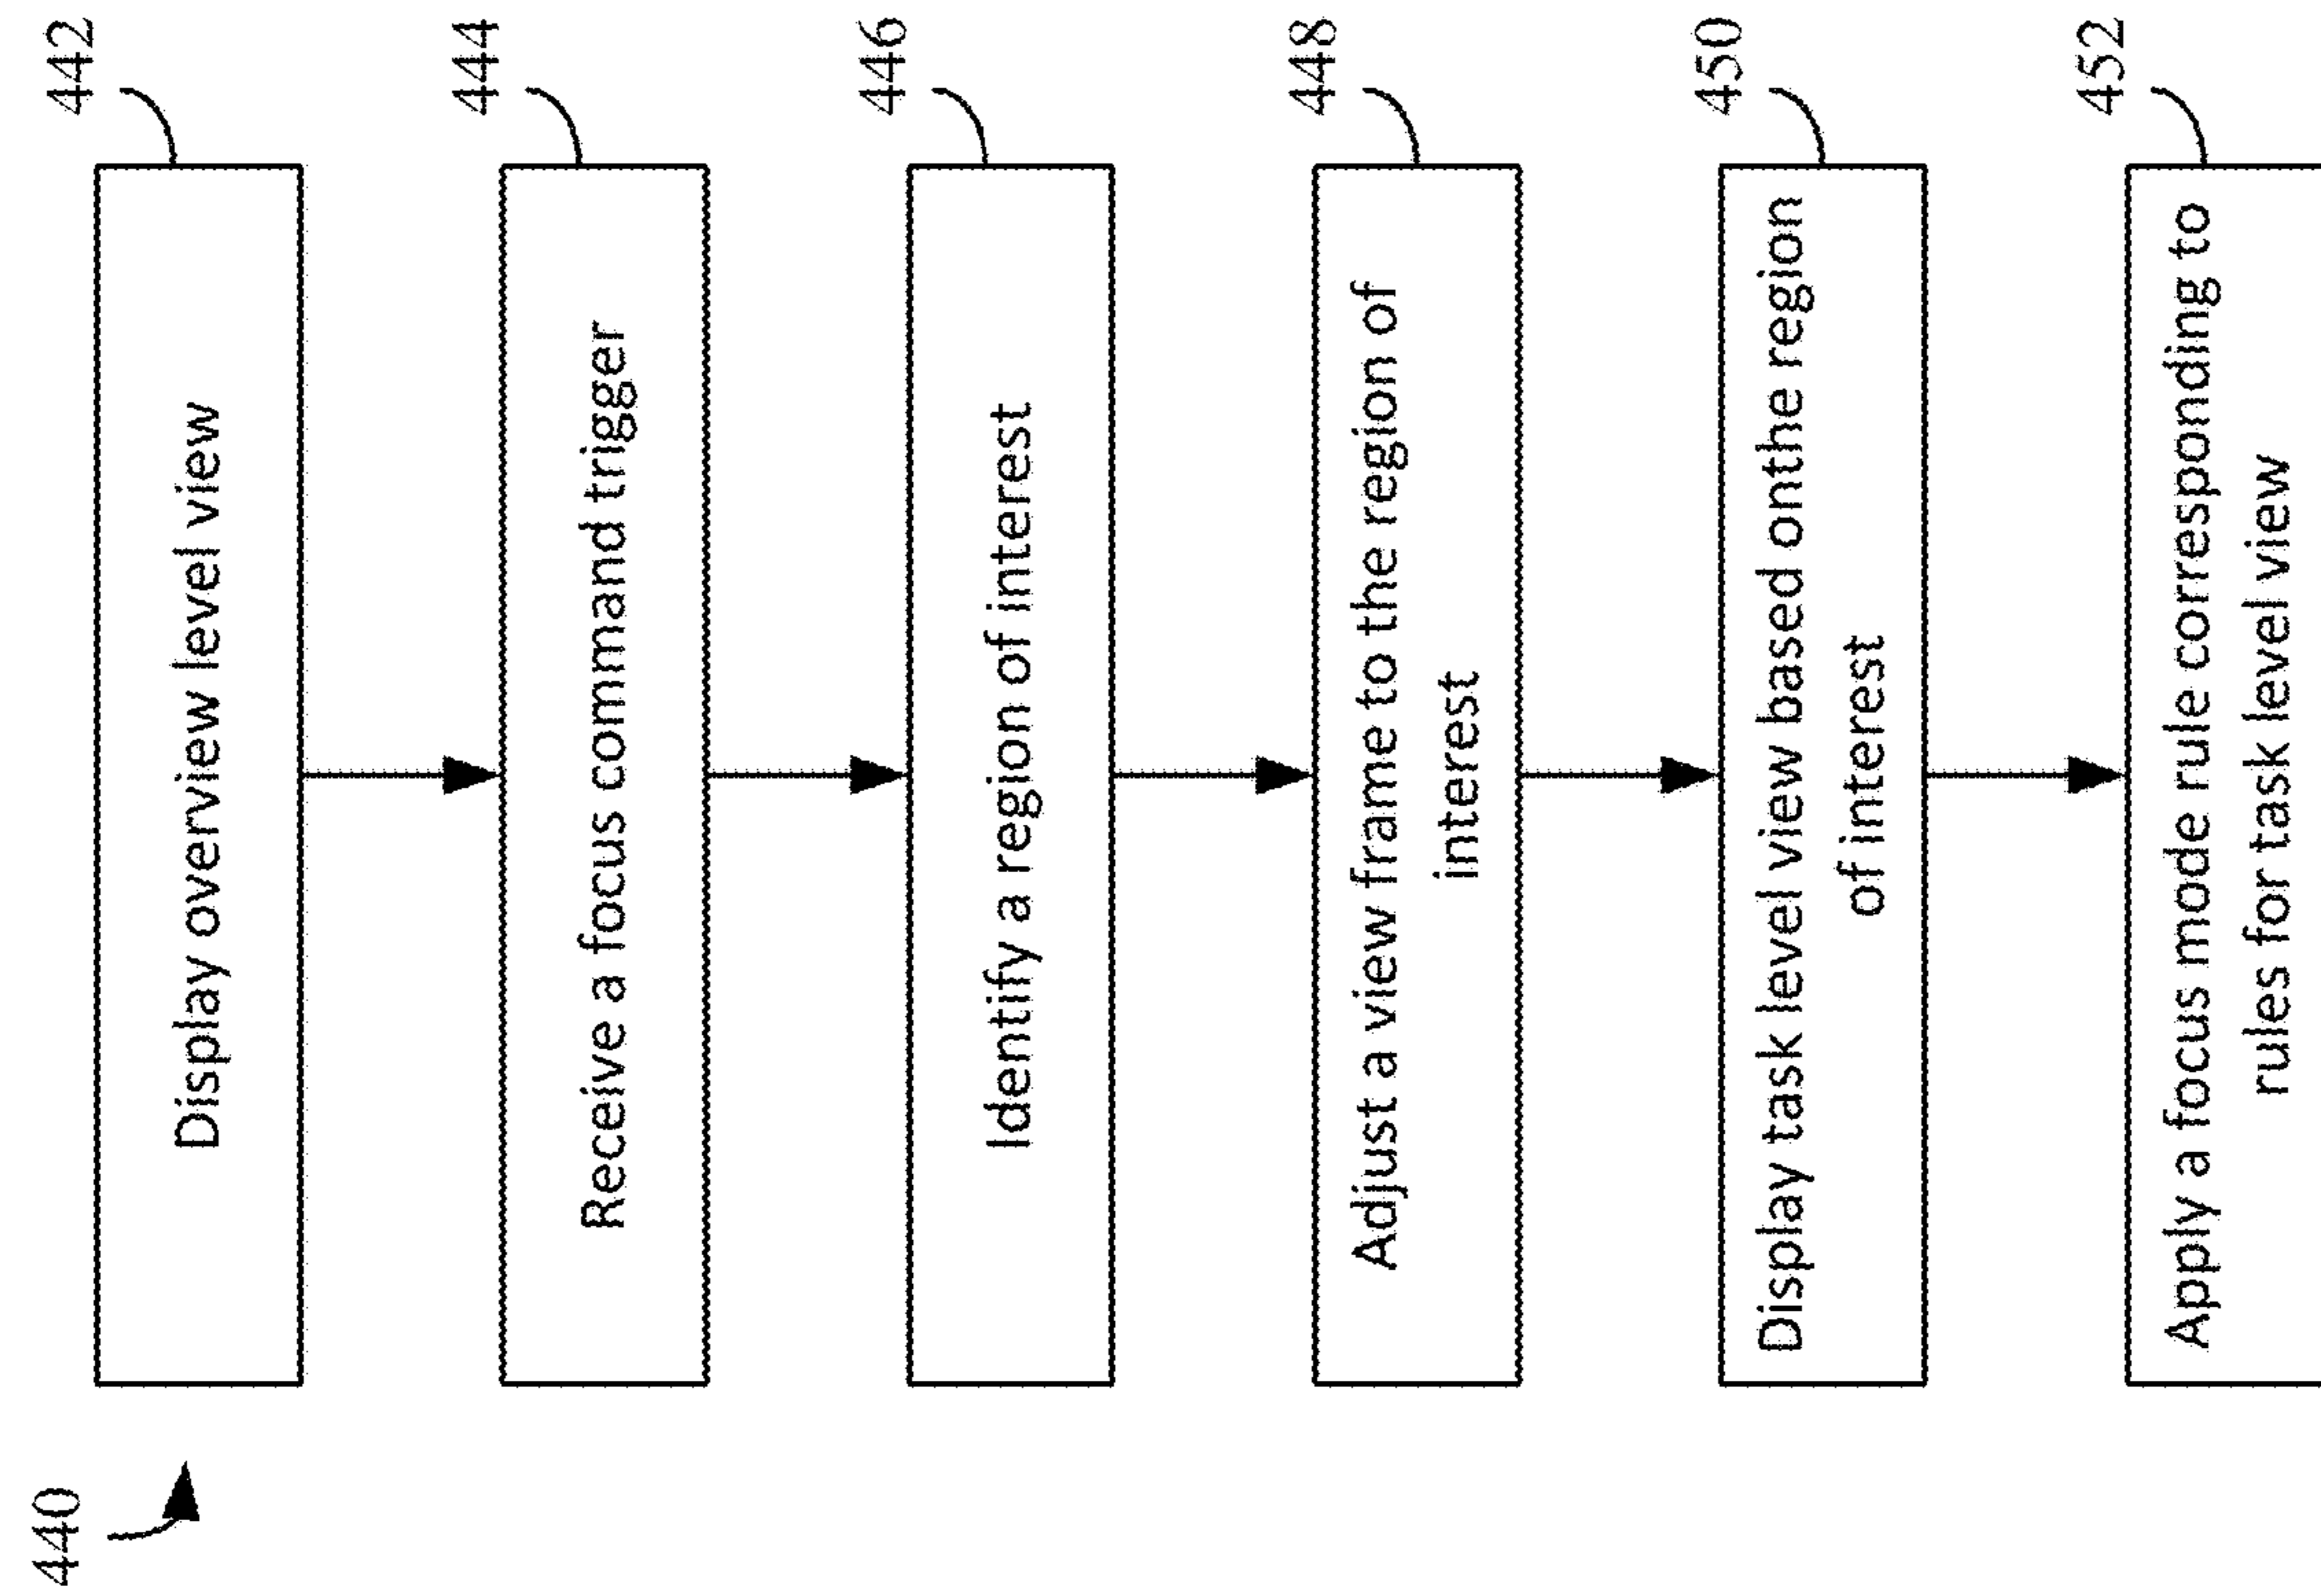 440
442
Display overview level view
444
Receive a focus command trigger
446
Identify a region of interest
448
Adjust a view frame to the region of
interest
450
Display task level view based onthe region
of interest
452
Apply a focus mode rule corresponding to
rules for task level view